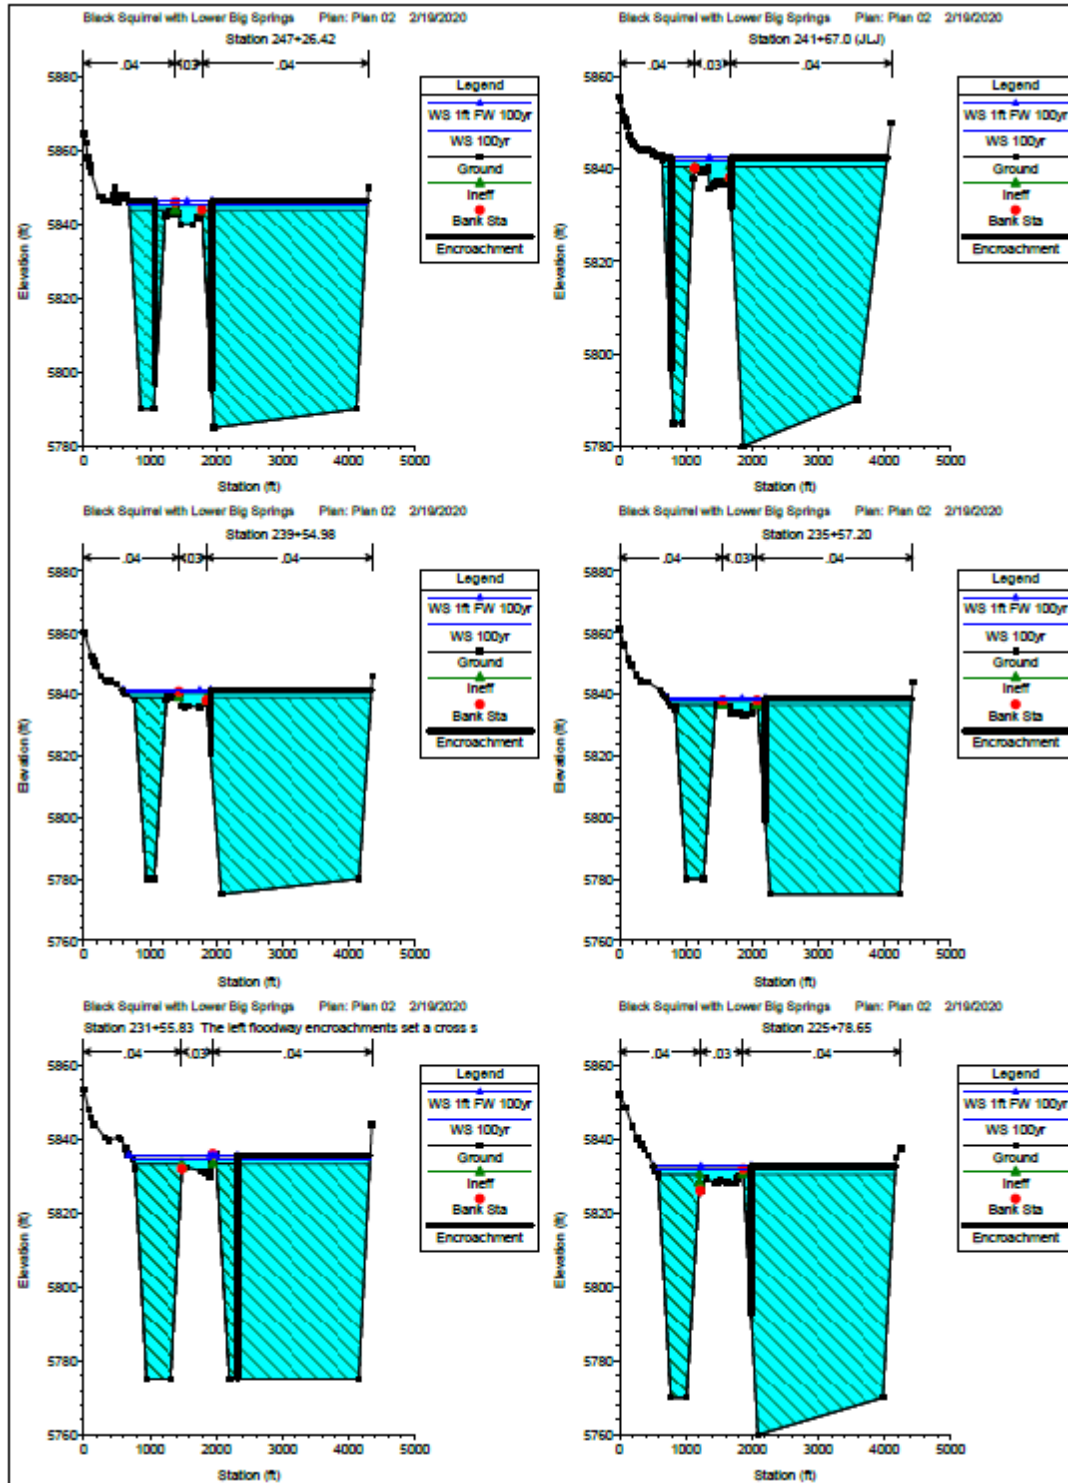 Black Squirrel with Lower Big Springs Plan: Plan 02 2/19/2020
Station 247+26.42
.04 .03 .04
Legend
WS 1ft FW 100yr
WS 100yr
Ground
Ineff
Bank Sta
Encroachment
Elevation (ft)
5880
5860
5840
5820
5800
5780
0 1000 2000 3000 4000 5000
Station (ft)
Black Squirrel with Lower Big Springs Plan: Plan 02 2/19/2020
Station 241+67.0 (JLJ)
.04 .03 .04
Legend
WS 1ft FW 100yr
WS 100yr
Ground
Ineff
Bank Sta
Encroachment
Elevation (ft)
5860
5840
5820
5800
5780
0 1000 2000 3000 4000 5000
Station (ft)
Black Squirrel with Lower Big Springs Plan: Plan 02 2/19/2020
Station 239+54.98
.04 .03 .04
Legend
WS 1ft FW 100yr
WS 100yr
Ground
Ineff
Bank Sta
Encroachment
Elevation (ft)
5880
5860
5840
5820
5800
5780
5760
0 1000 2000 3000 4000 5000
Station (ft)
Black Squirrel with Lower Big Springs Plan: Plan 02 2/19/2020
Station 235+57.20
.04 .03 .04
Legend
WS 1ft FW 100yr
WS 100yr
Ground
Ineff
Bank Sta
Encroachment
Elevation (ft)
5880
5860
5840
5820
5800
5780
5760
0 1000 2000 3000 4000 5000
Station (ft)
Black Squirrel with Lower Big Springs Plan: Plan 02 2/19/2020
Station 231+55.83 The left floodway encroachments set a cross s
.04 .03 .04
Legend
WS 1ft FW 100yr
WS 100yr
Ground
Ineff
Bank Sta
Encroachment
Elevation (ft)
5860
5840
5820
5800
5780
5760
0 1000 2000 3000 4000 5000
Station (ft)
Black Squirrel with Lower Big Springs Plan: Plan 02 2/19/2020
Station 225+78.65
.04 .03 .04
Legend
WS 1ft FW 100yr
WS 100yr
Ground
Ineff
Bank Sta
Encroachment
Elevation (ft)
5860
5840
5820
5800
5780
5760
0 1000 2000 3000 4000 5000
Station (ft)